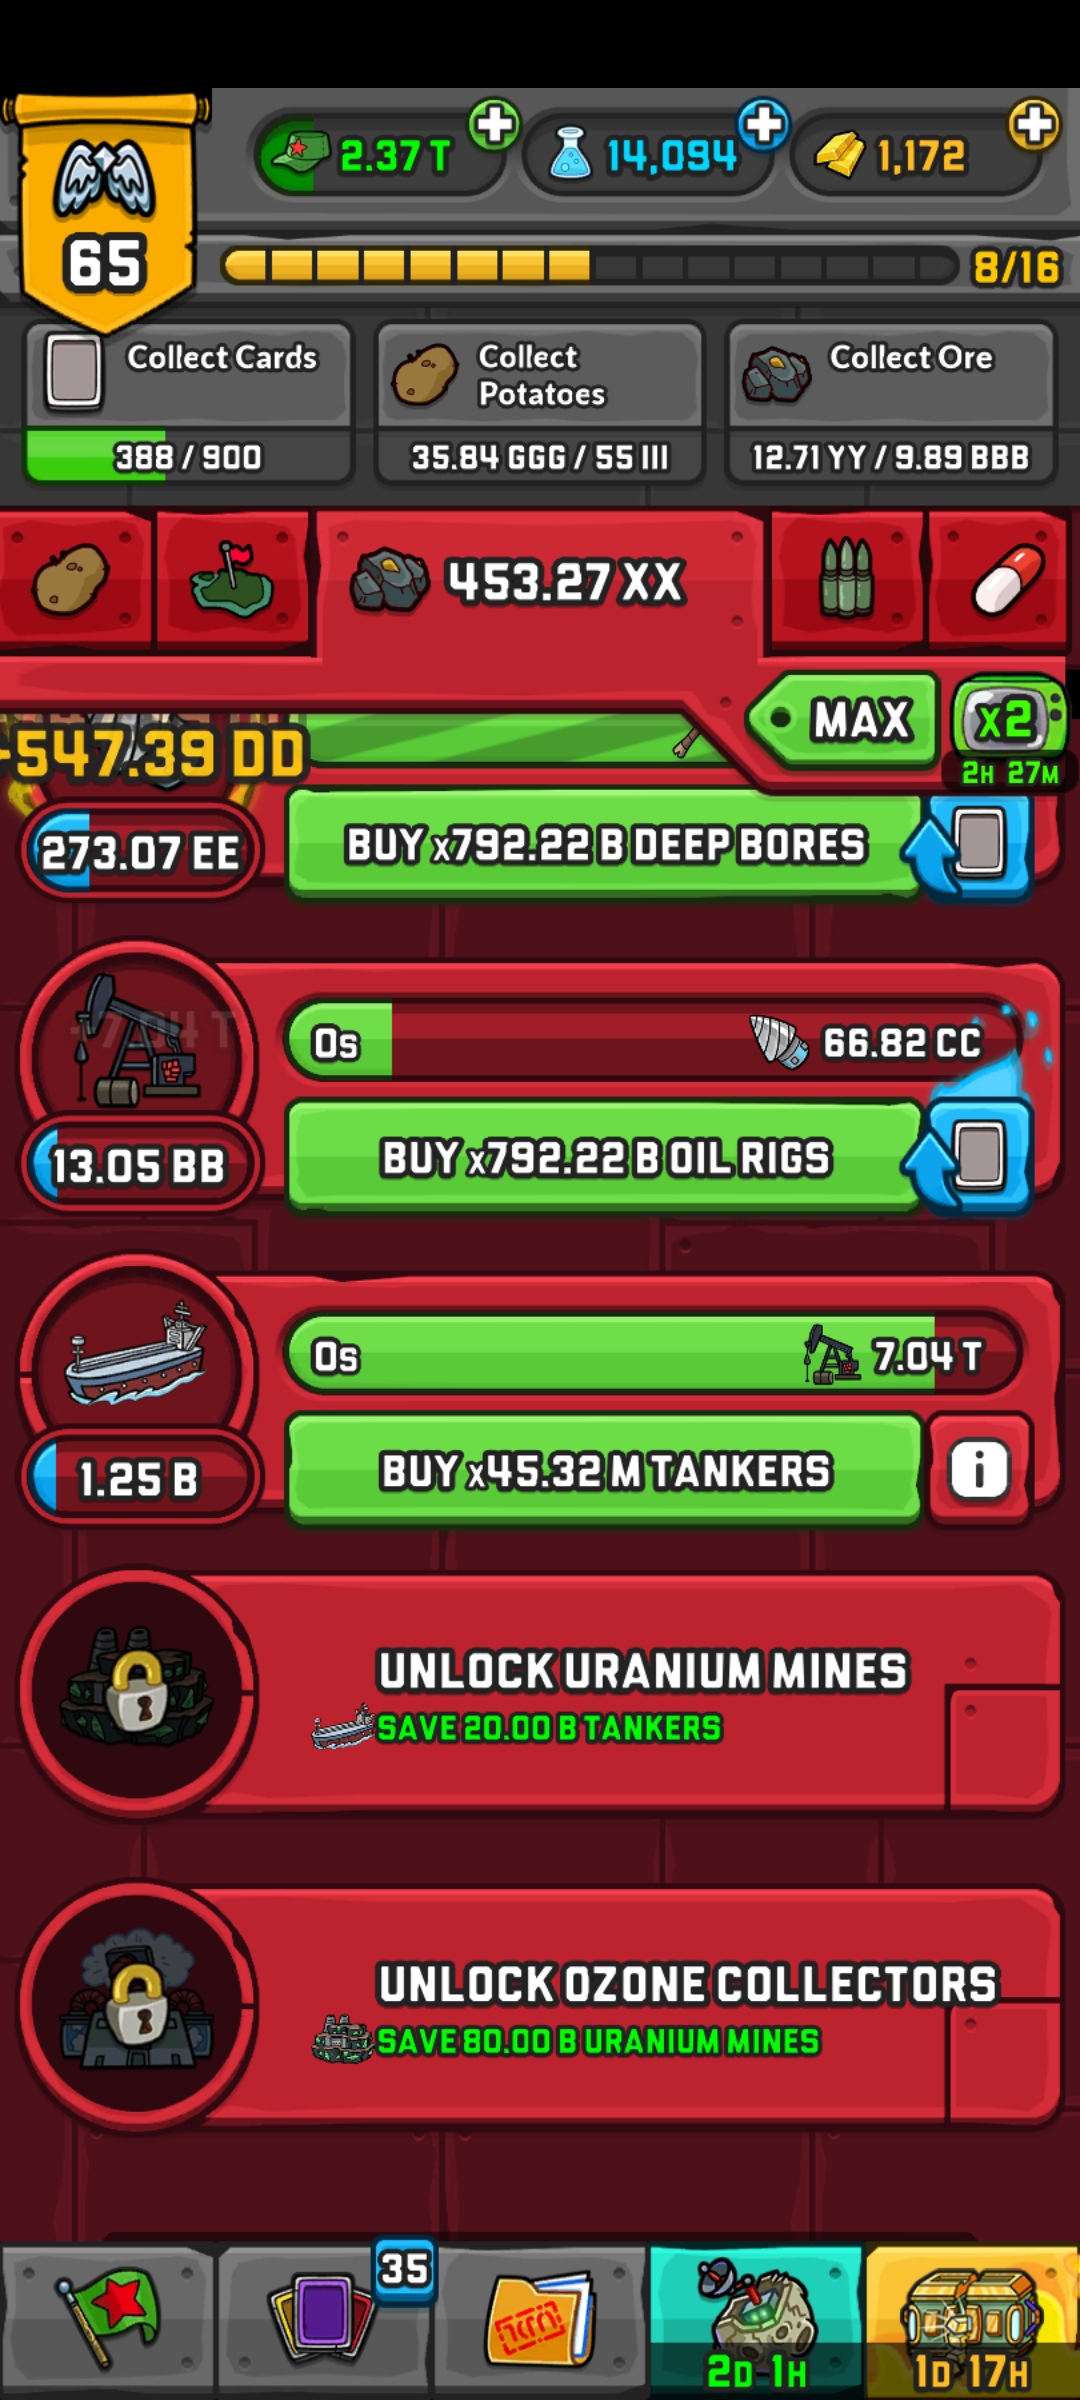 2.37 T
14,094
1,172
65
8/16
Collect Cards
388 / 900
Collect
Potatoes
35.84 GGG / 55 III
Collect Ore
12.71 YY / 9.89 BBB
453.27 XX
MAX
x2
2H 27M
-547.39 DD
273.07 EE
BUY x792.22 B DEEP BORES
7.04 T
0s
66.82 CC
13.05 BB
BUY x792.22 B OIL RIGS
0s
7.04 T
1.25 B
BUY x45.32 M TANKERS
i
UNLOCK URANIUM MINES
SAVE 20.00 B TANKERS
UNLOCK OZONE COLLECTORS
SAVE 80.00 B URANIUM MINES
35
2D 1H
1D 17H